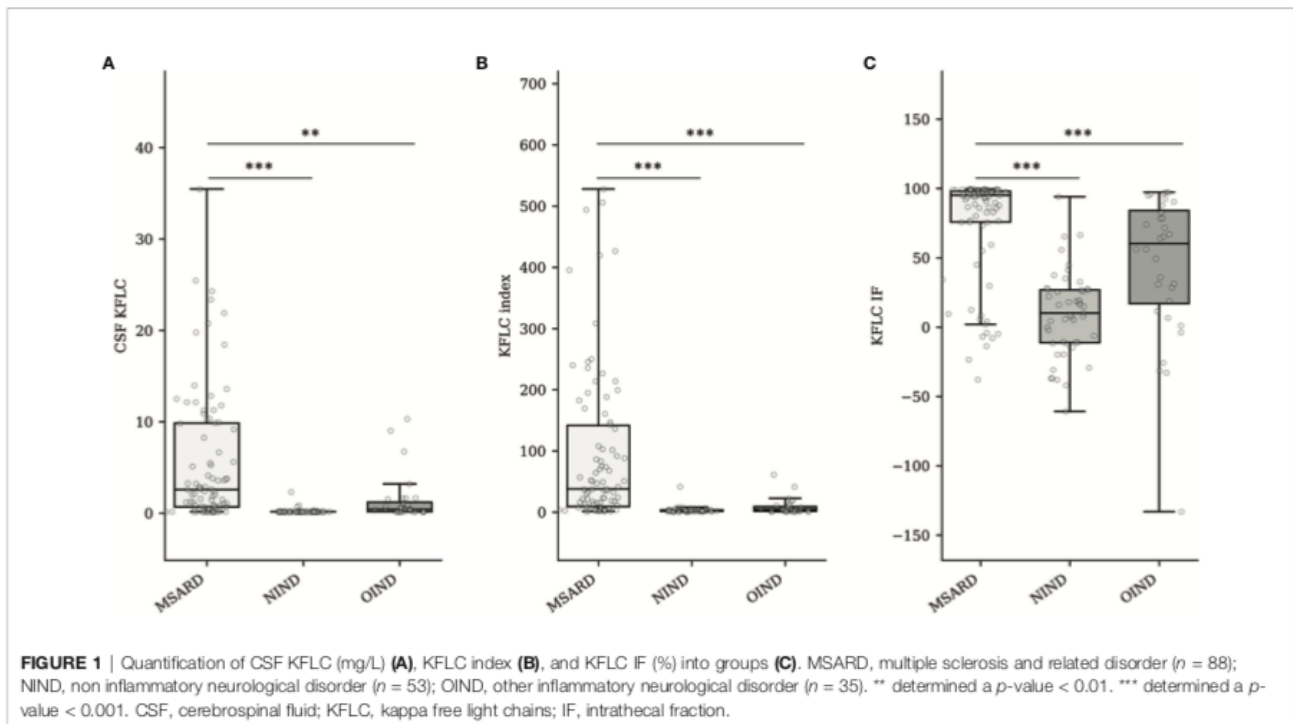 A
B
C
40
30
20
10
0
CSF KFLC
**
***
MSARD
NIND
OIND
700
600
500
400
300
200
100
0
KFLC index
***
***
MSARD
NIND
OIND
150
100
50
0
−50
−100
−150
KFLC IF
***
***
MSARD
NIND
OIND
FIGURE 1 | Quantification of CSF KFLC (mg/L) (A), KFLC index (B), and KFLC IF (%) into groups (C). MSARD, multiple sclerosis and related disorder (n = 88);
NIND, non inflammatory neurological disorder (n = 53); OIND, other inflammatory neurological disorder (n = 35). ** determined a p-value < 0.01. *** determined a p-
value < 0.001. CSF, cerebrospinal fluid; KFLC, kappa free light chains; IF, intrathecal fraction.